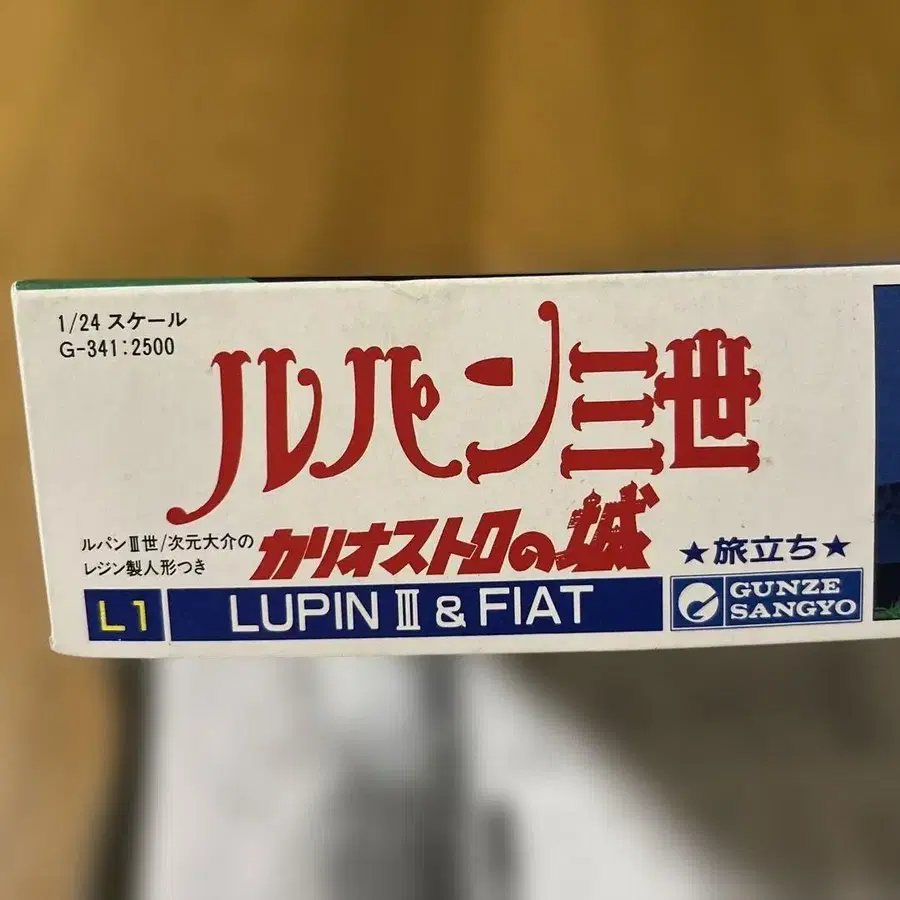 1/24 スケール
G-341:2500
ルパン三世
ルパンⅢ世/次元大介の
レジン製人形つき
カリオストロの城
★旅立ち★
L1
LUPIN Ⅲ & FIAT
GUNZE
SANGYO